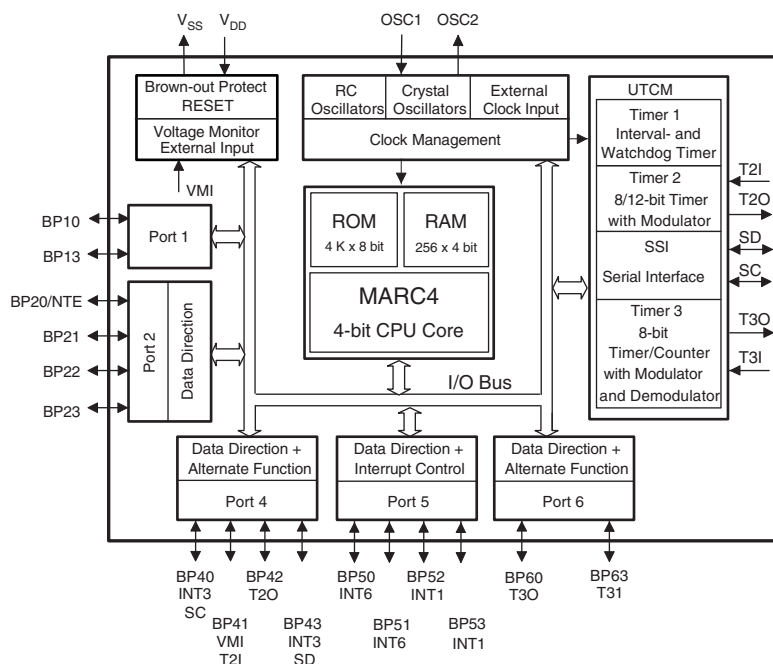 VSS
VDD
OSC1
OSC2
Brown-out Protect
RESET
Voltage Monitor
External Input
VMI
RC
Oscillators
Crystal
Oscillators
External
Clock Input
Clock Management
UTCM
Timer 1
Interval- and
Watchdog Timer
Timer 2
8/12-bit Timer
with Modulator
SSI
Serial Interface
Timer 3
8-bit
Timer/Counter
with Modulator
and Demodulator
T2I
T2O
SD
SC
T3O
T3I
ROM
4 K x 8 bit
RAM
256 x 4 bit
MARC4
4-bit CPU Core
I/O Bus
BP10
BP13
Port 1
BP20/NTE
BP21
BP22
BP23
Port 2
Data Direction
Data Direction +
Alternate Function
Port 4
Data Direction +
Interrupt Control
Port 5
Data Direction +
Alternate Function
Port 6
BP40
INT3
SC
BP41
VMI
T2I
BP42
T2O
BP43
INT3
SD
BP50
INT6
BP51
INT6
BP52
INT1
BP53
INT1
BP60
T3O
BP63
T31